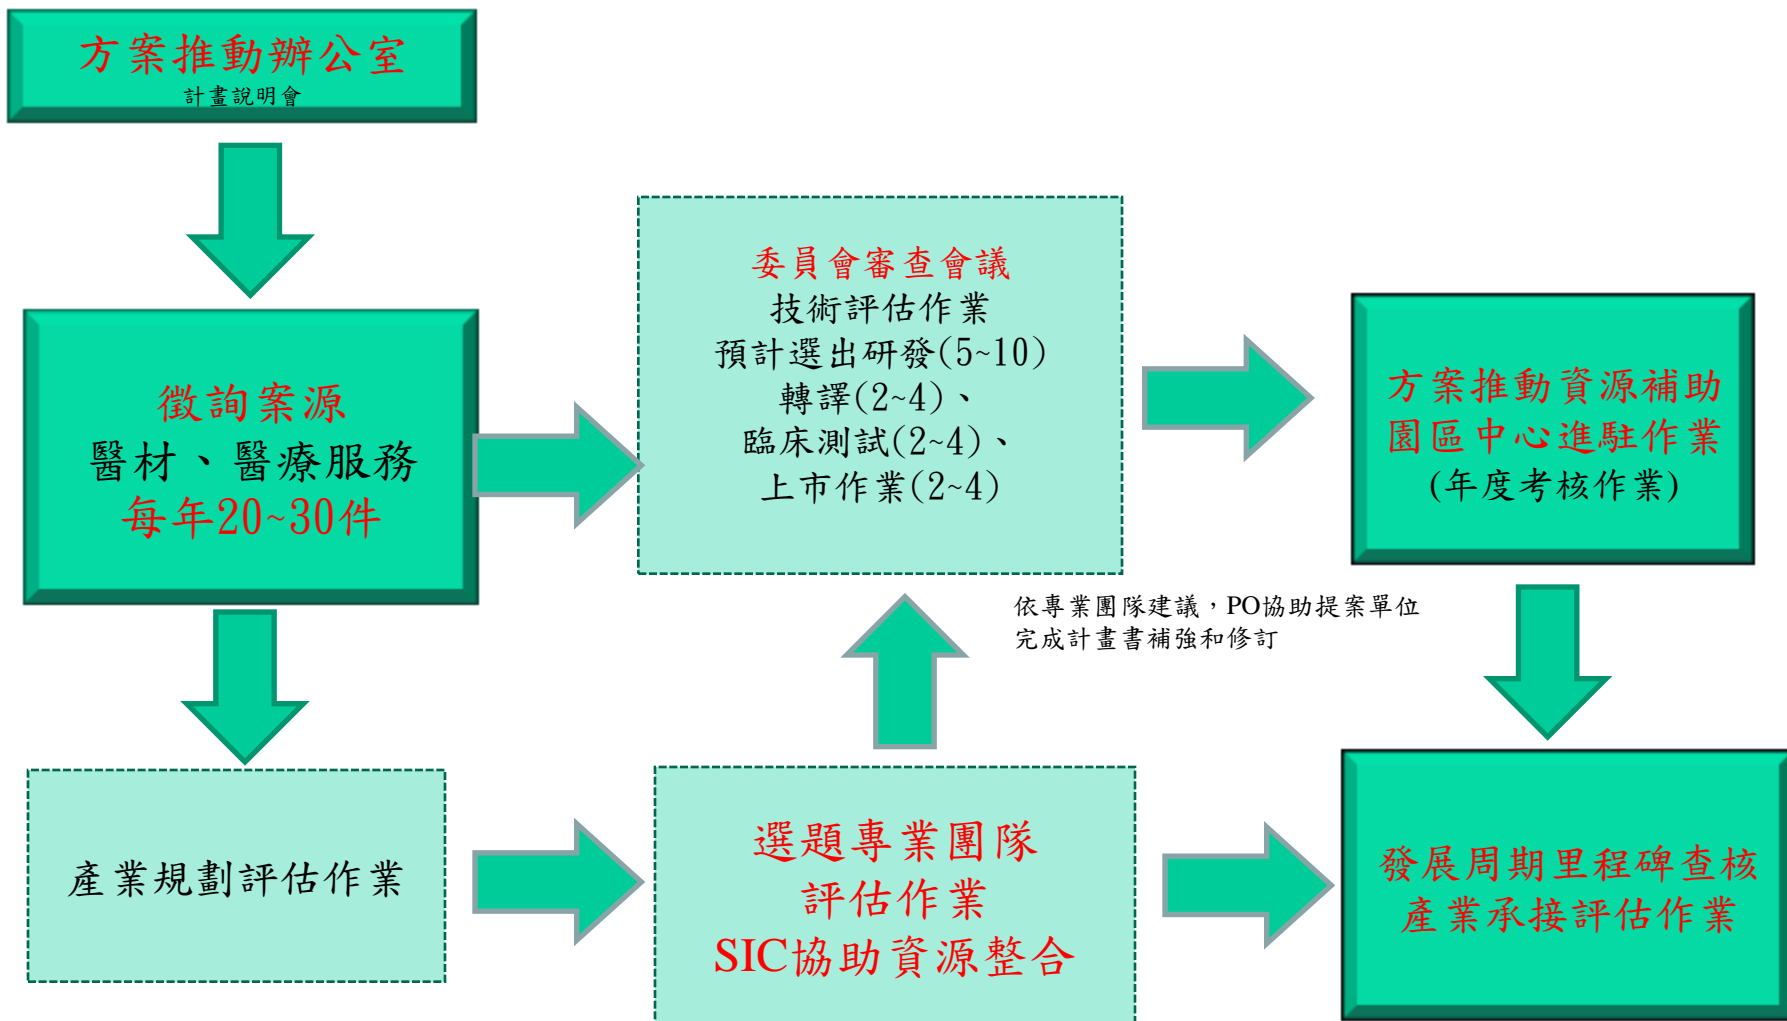 方案推動辦公室
計畫說明會
徵詢案源
醫材、醫療服務
每年20~30件
委員會審查會議
技術評估作業
預計選出研發(5~10)
轉譯(2~4)、
臨床測試(2~4)、
上市作業(2~4)
方案推動資源補助
園區中心進駐作業
(年度考核作業)
依專業團隊建議，PO協助提案單位
完成計畫書補強和修訂
產業規劃評估作業
選題專業團隊
評估作業
SIC協助資源整合
發展周期里程碑查核
產業承接評估作業